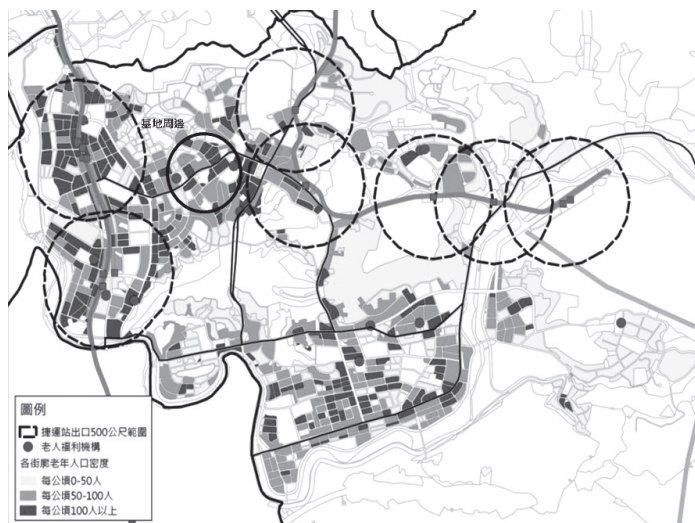 基地周邊
圖例
捷運站出口500公尺範圍
老人福利機構
各街廓老年人口密度
每公頃0-50人
每公頃50-100人
每公頃100人以上